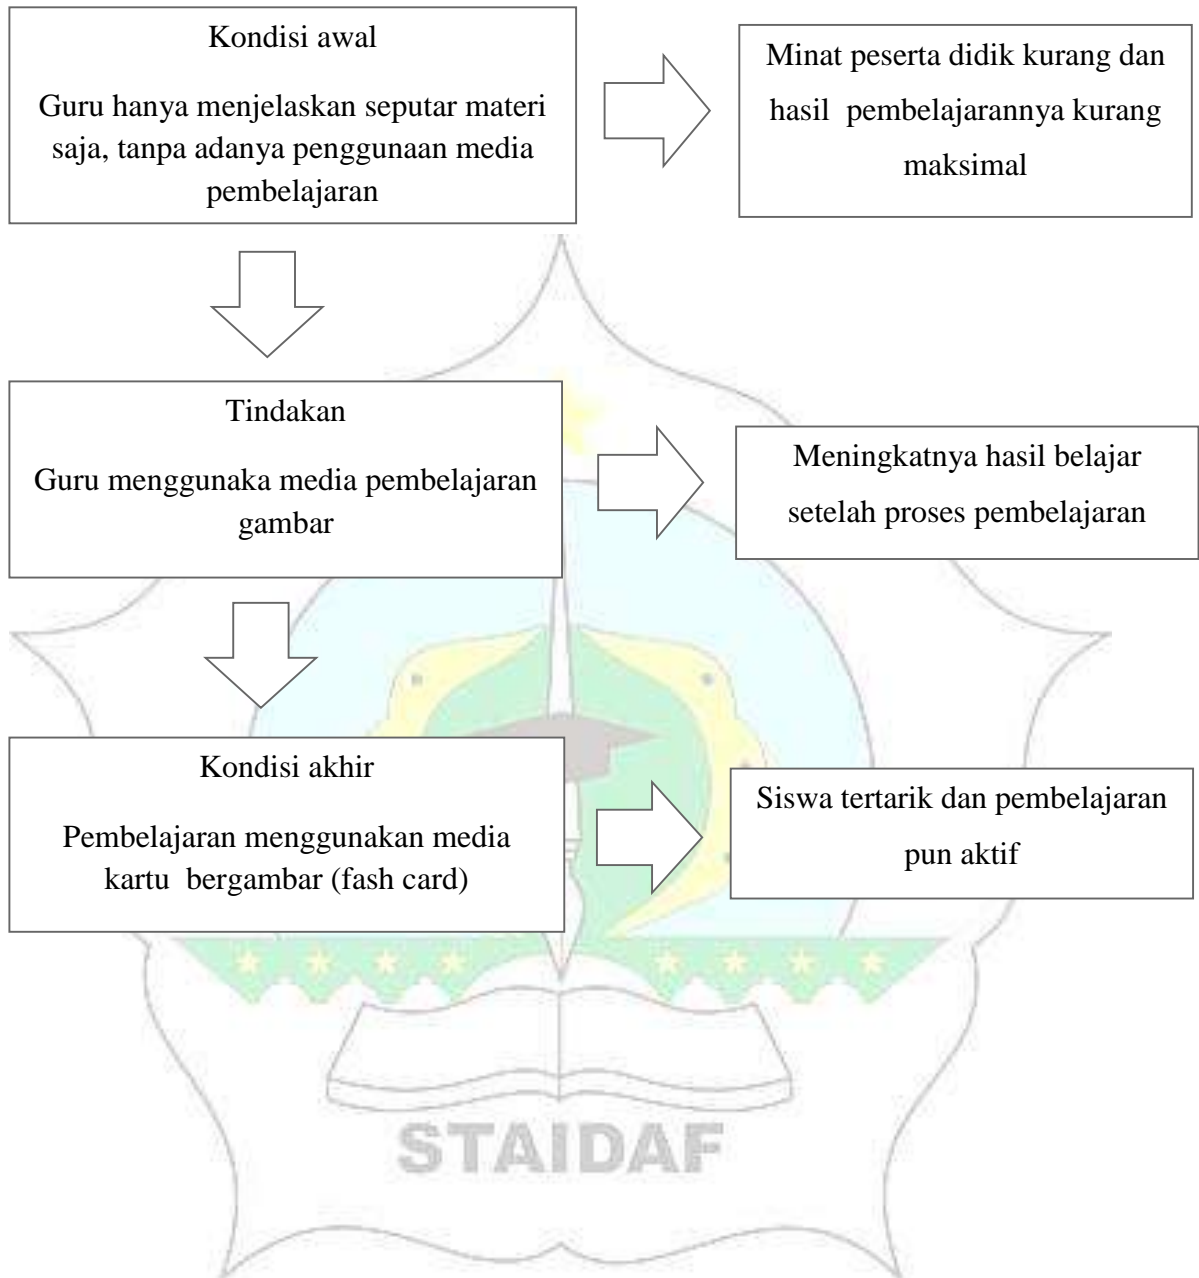 Kondisi awal
Guru hanya menjelaskan seputar materi
saja, tanpa adanya penggunaan media
pembelajaran
Minat peserta didik kurang dan
hasil pembelajarannya kurang
maksimal
Tindakan
Guru menggunaka media pembelajaran
gambar
Meningkatnya hasil belajar
setelah proses pembelajaran
Kondisi akhir
Pembelajaran menggunakan media
kartu bergambar (fash card)
Siswa tertarik dan pembelajaran
pun aktif
STAIDAF